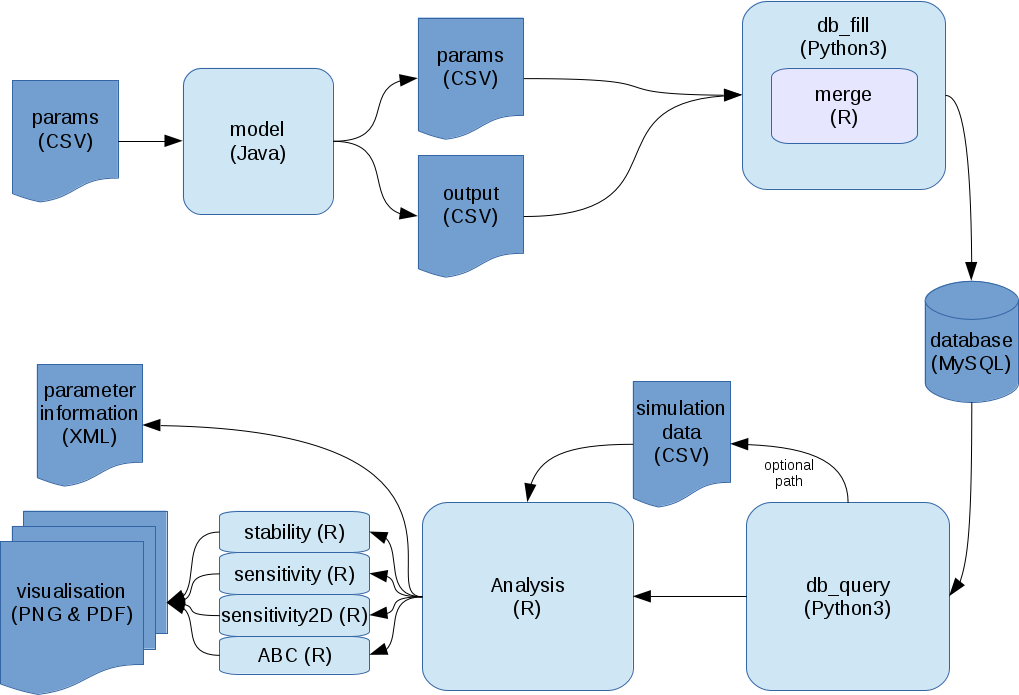 params
(CSV)
model
(Java)
params
(CSV)
output
(CSV)
db_fill
(Python3)
merge
(R)
database
(MySQL)
parameter
information
(XML)
simulation
data
(CSV)
optional
path
visualisation
(PNG & PDF)
stability (R)
sensitivity (R)
sensitivity2D (R)
ABC (R)
Analysis
(R)
db_query
(Python3)